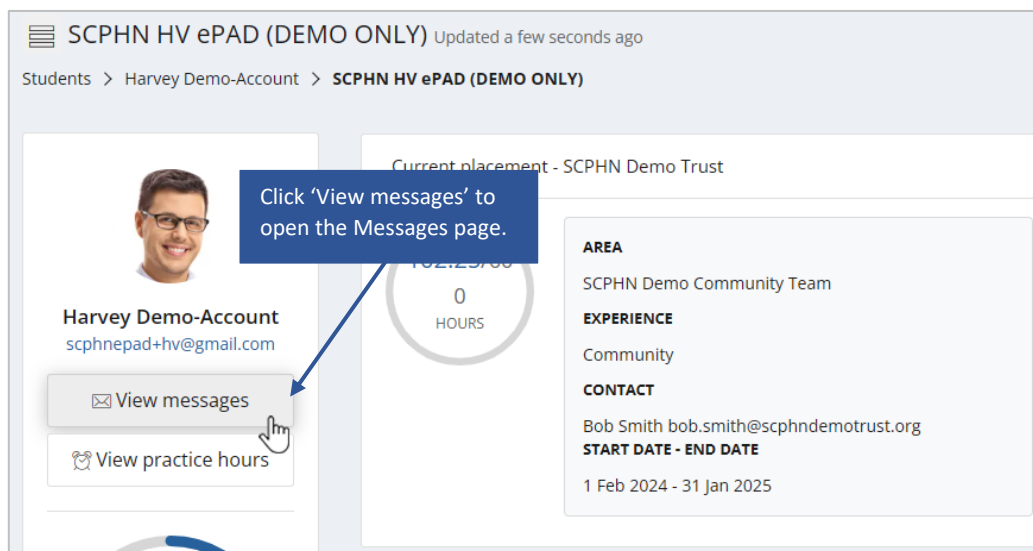 SCPHN HV ePAD (DEMO ONLY) Updated a few seconds ago
Students > Harvey Demo-Account > SCPHN HV ePAD (DEMO ONLY)
Current placement - SCPHN Demo Trust
Click ‘View messages’ to
open the Messages page.
0
HOURS
AREA
SCPHN Demo Community Team
EXPERIENCE
Community
CONTACT
Bob Smith bob.smith@scphndemotrust.org
START DATE - END DATE
1 Feb 2024 - 31 Jan 2025
Harvey Demo-Account
scphnepad+hv@gmail.com
View messages
View practice hours